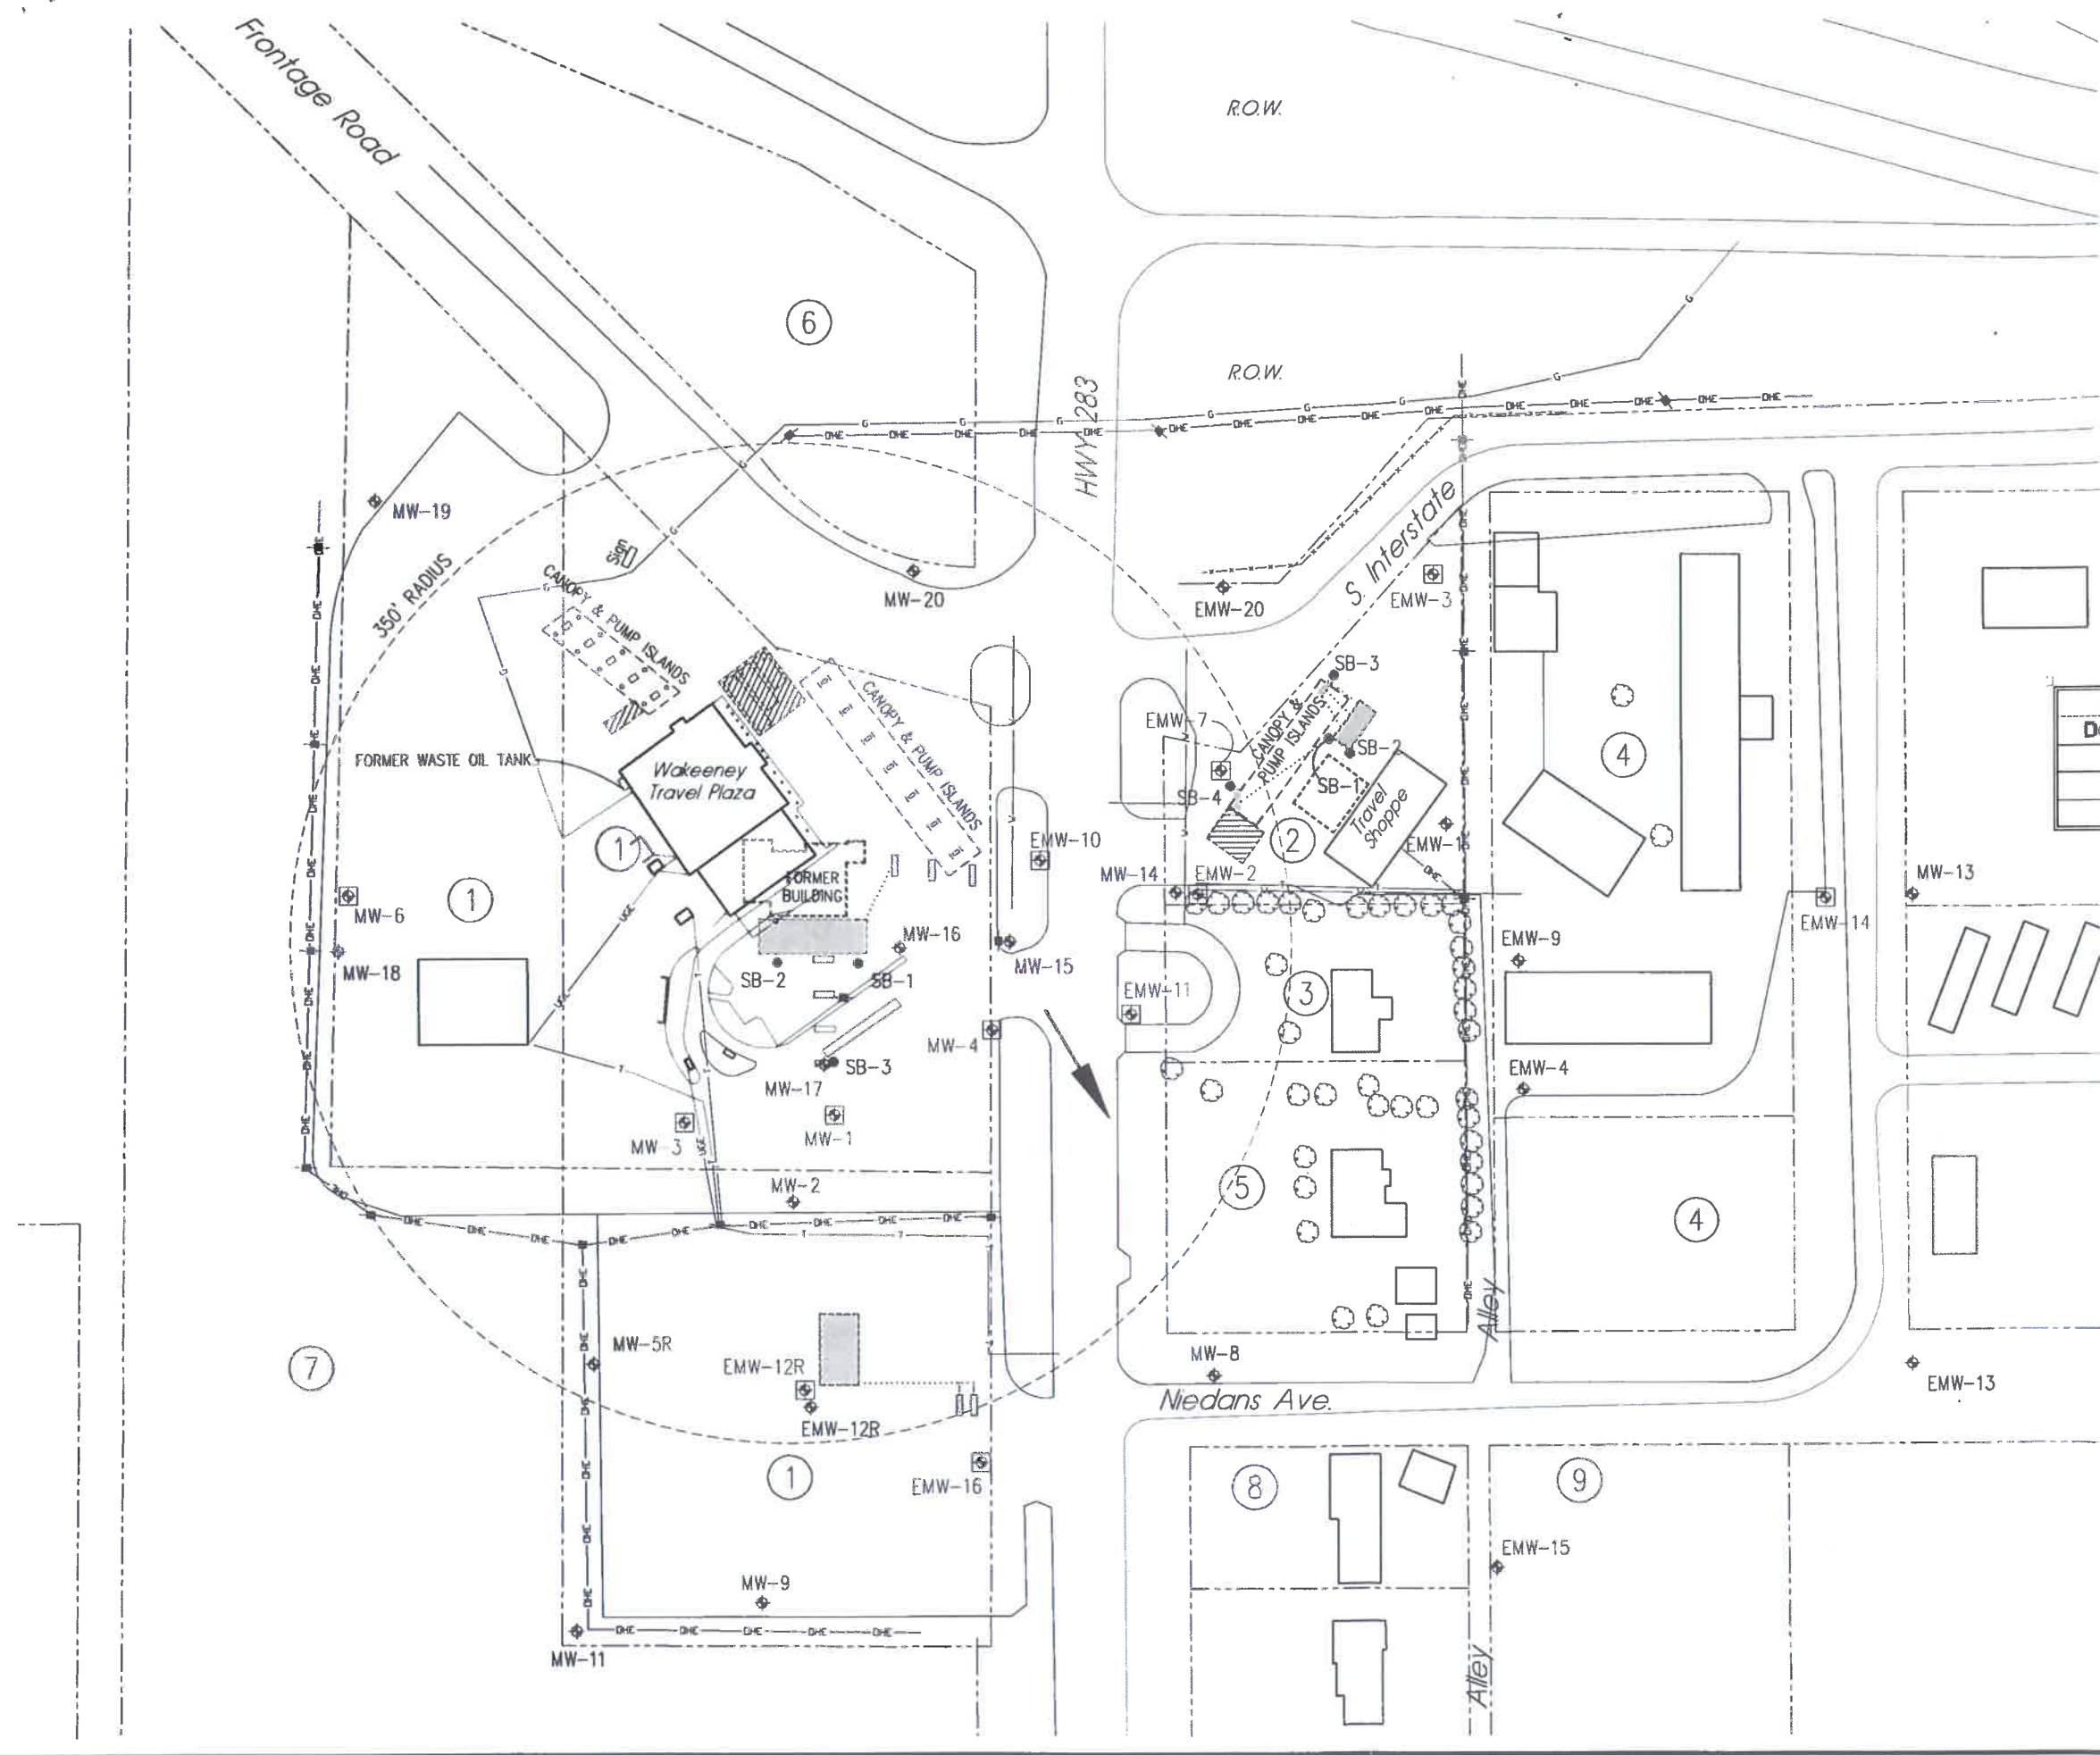 Frontage Road
R.O.W.
6
R.O.W.
HWY 283
MW-19
350' RADIUS
Sign
CANOPY & PUMP ISLANDS
MW-20
EMW-20
S. Interstate
EMW-3
SB-3
CANOPY & PUMP ISLANDS
EMW-7
CANOPY &
PUMP ISLANDS
SB-2
4
FORMER WASTE OIL TANK
Wakeeney
Travel Plaza
SB-4
SB-1
Travel
Shoppe
2
1
EMW-10
EMW-1
MW-14
EMW-2
MW-13
FORMER
BUILDING
1
MW-6
EMW-14
MW-16
EMW-9
MW-18
SB-2
SB-1
MW-15
EMW-11
3
MW-4
SB-3
MW-17
EMW-4
MW-3
MW-1
MW-2
5
4
Alley
MW-5R
MW-8
7
EMW-12R
EMW-13
Niedans Ave.
EMW-12R
1
EMW-16
8
9
EMW-15
MW-9
MW-11
Alley
OHE
UGE
G
T